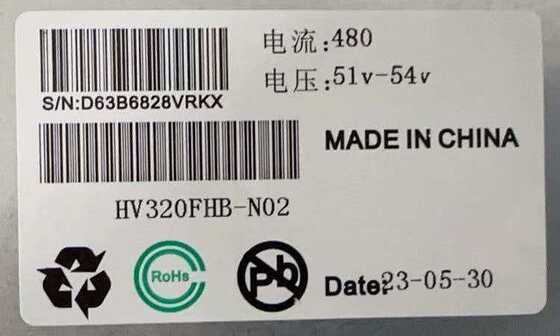 电流:480
电压:51v-54v
S/N:D63B6828VRKX
MADE IN CHINA
HV320FHB-N02
RoHs
Pb
Date:23-05-30